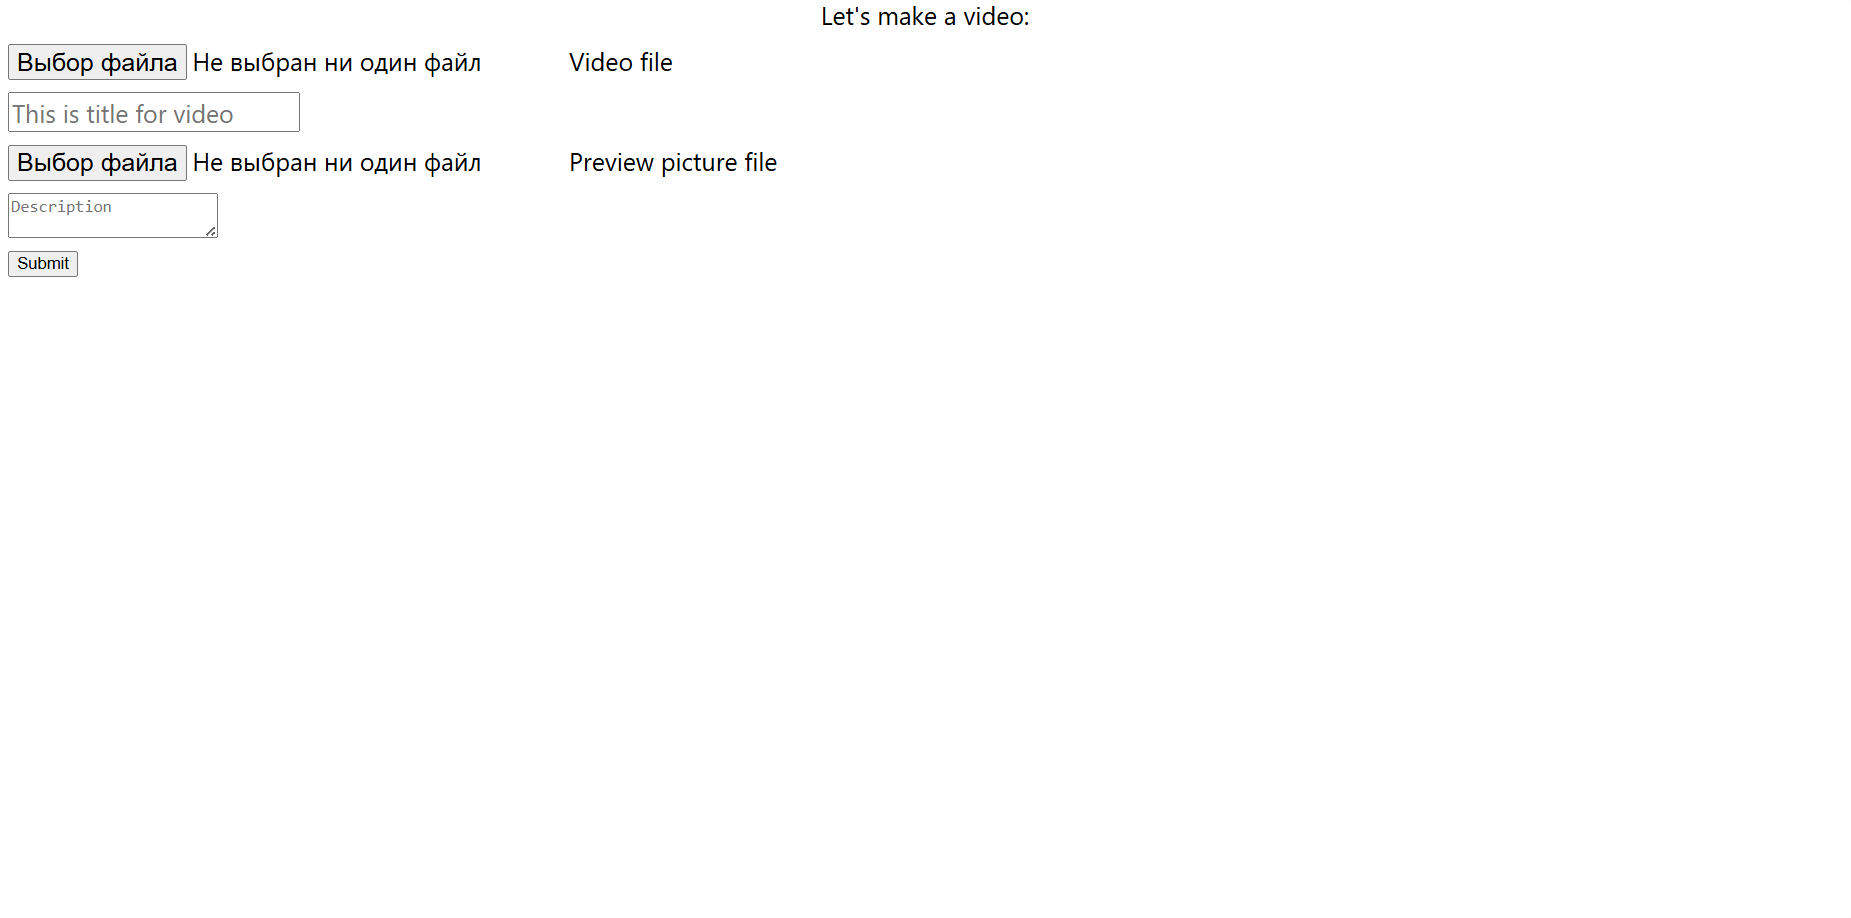 Let's make a video:
Выбор файла Не выбран ни один файл Video file
This is title for video
Выбор файла Не выбран ни один файл Preview picture file
Description
Submit